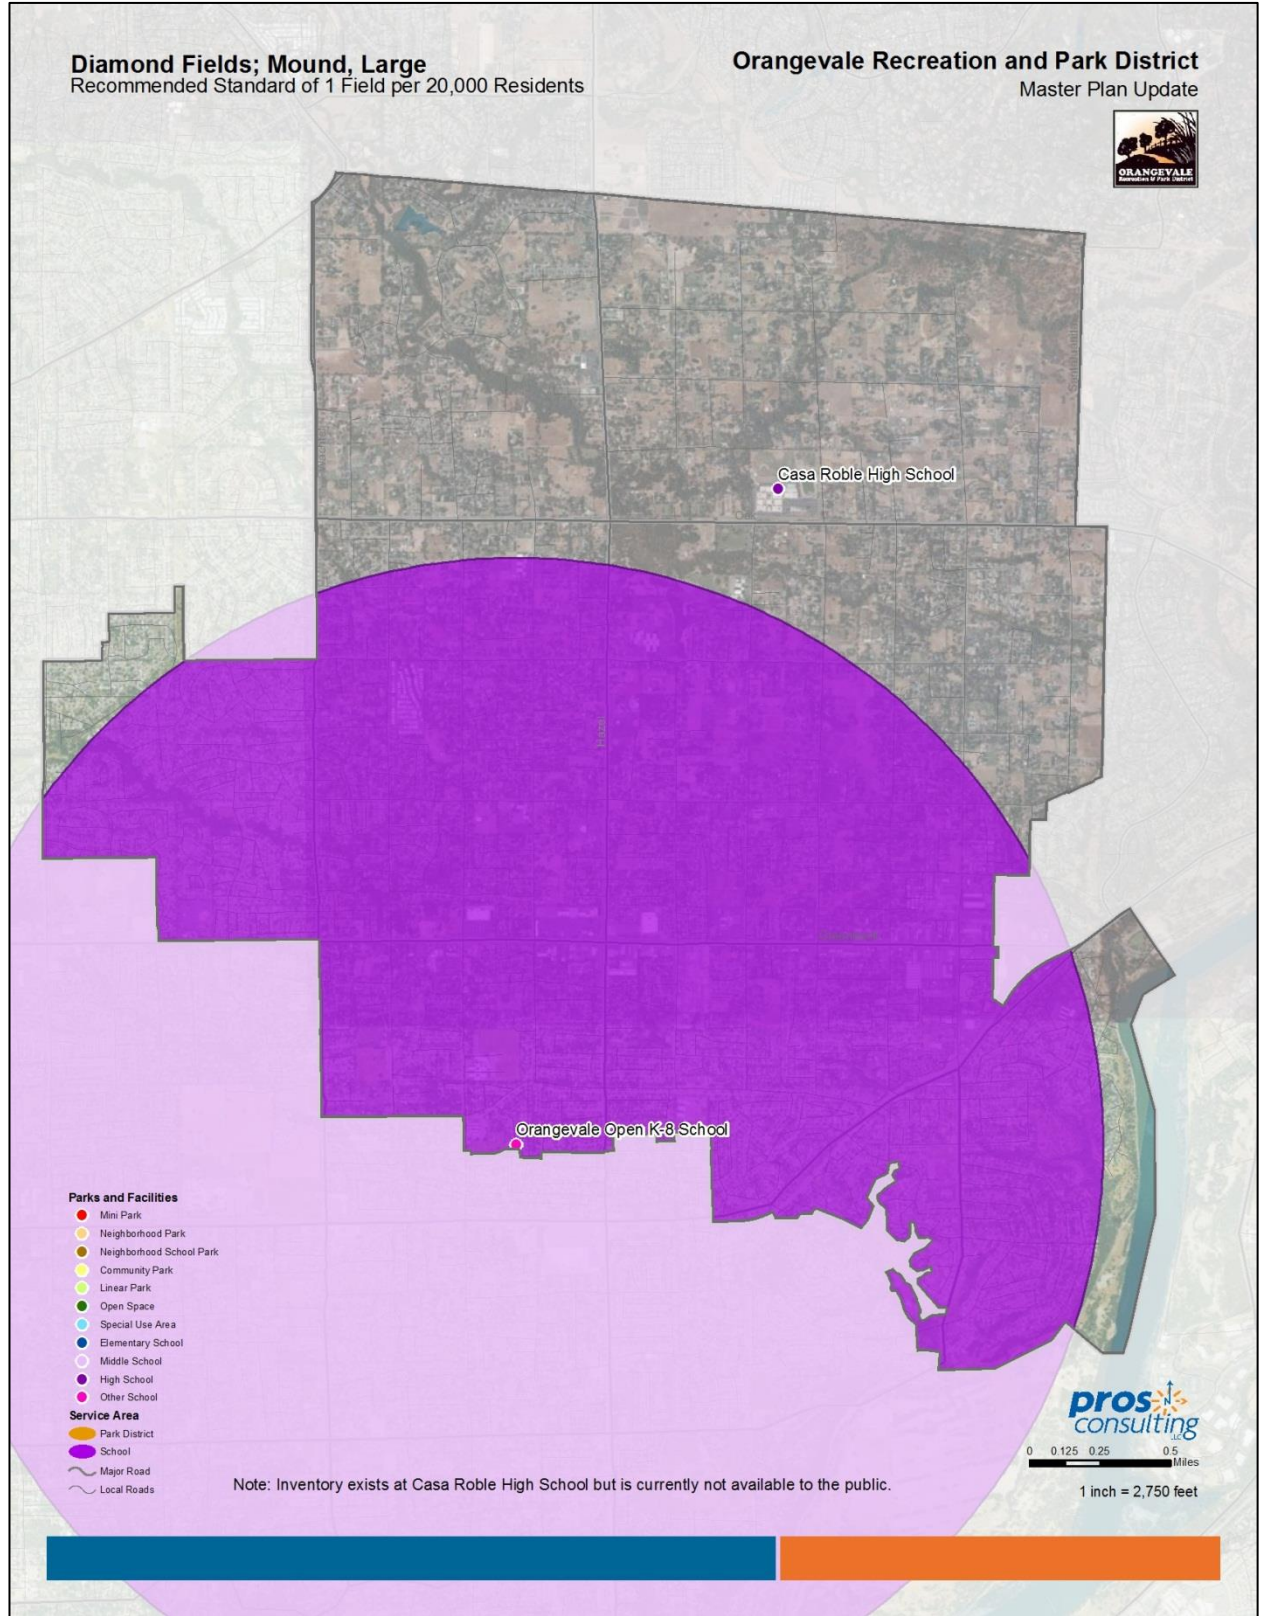 Diamond Fields; Mound, Large
Recommended Standard of 1 Field per 20,000 Residents
Orangevale Recreation and Park District
Master Plan Update
ORANGEVALE
Recreation & Park District
Casa Roble High School
Hazel
Orangevale Open K-8 School
Parks and Facilities
Mini Park
Neighborhood Park
Neighborhood School Park
Community Park
Linear Park
Open Space
Special Use Area
Elementary School
Middle School
High School
Other School
Service Area
Park District
School
Major Road
Local Roads
Note: Inventory exists at Casa Roble High School but is currently not available to the public.
pros
consulting
LLC
N
0 0.125 0.25 0.5
Miles
1 inch = 2,750 feet